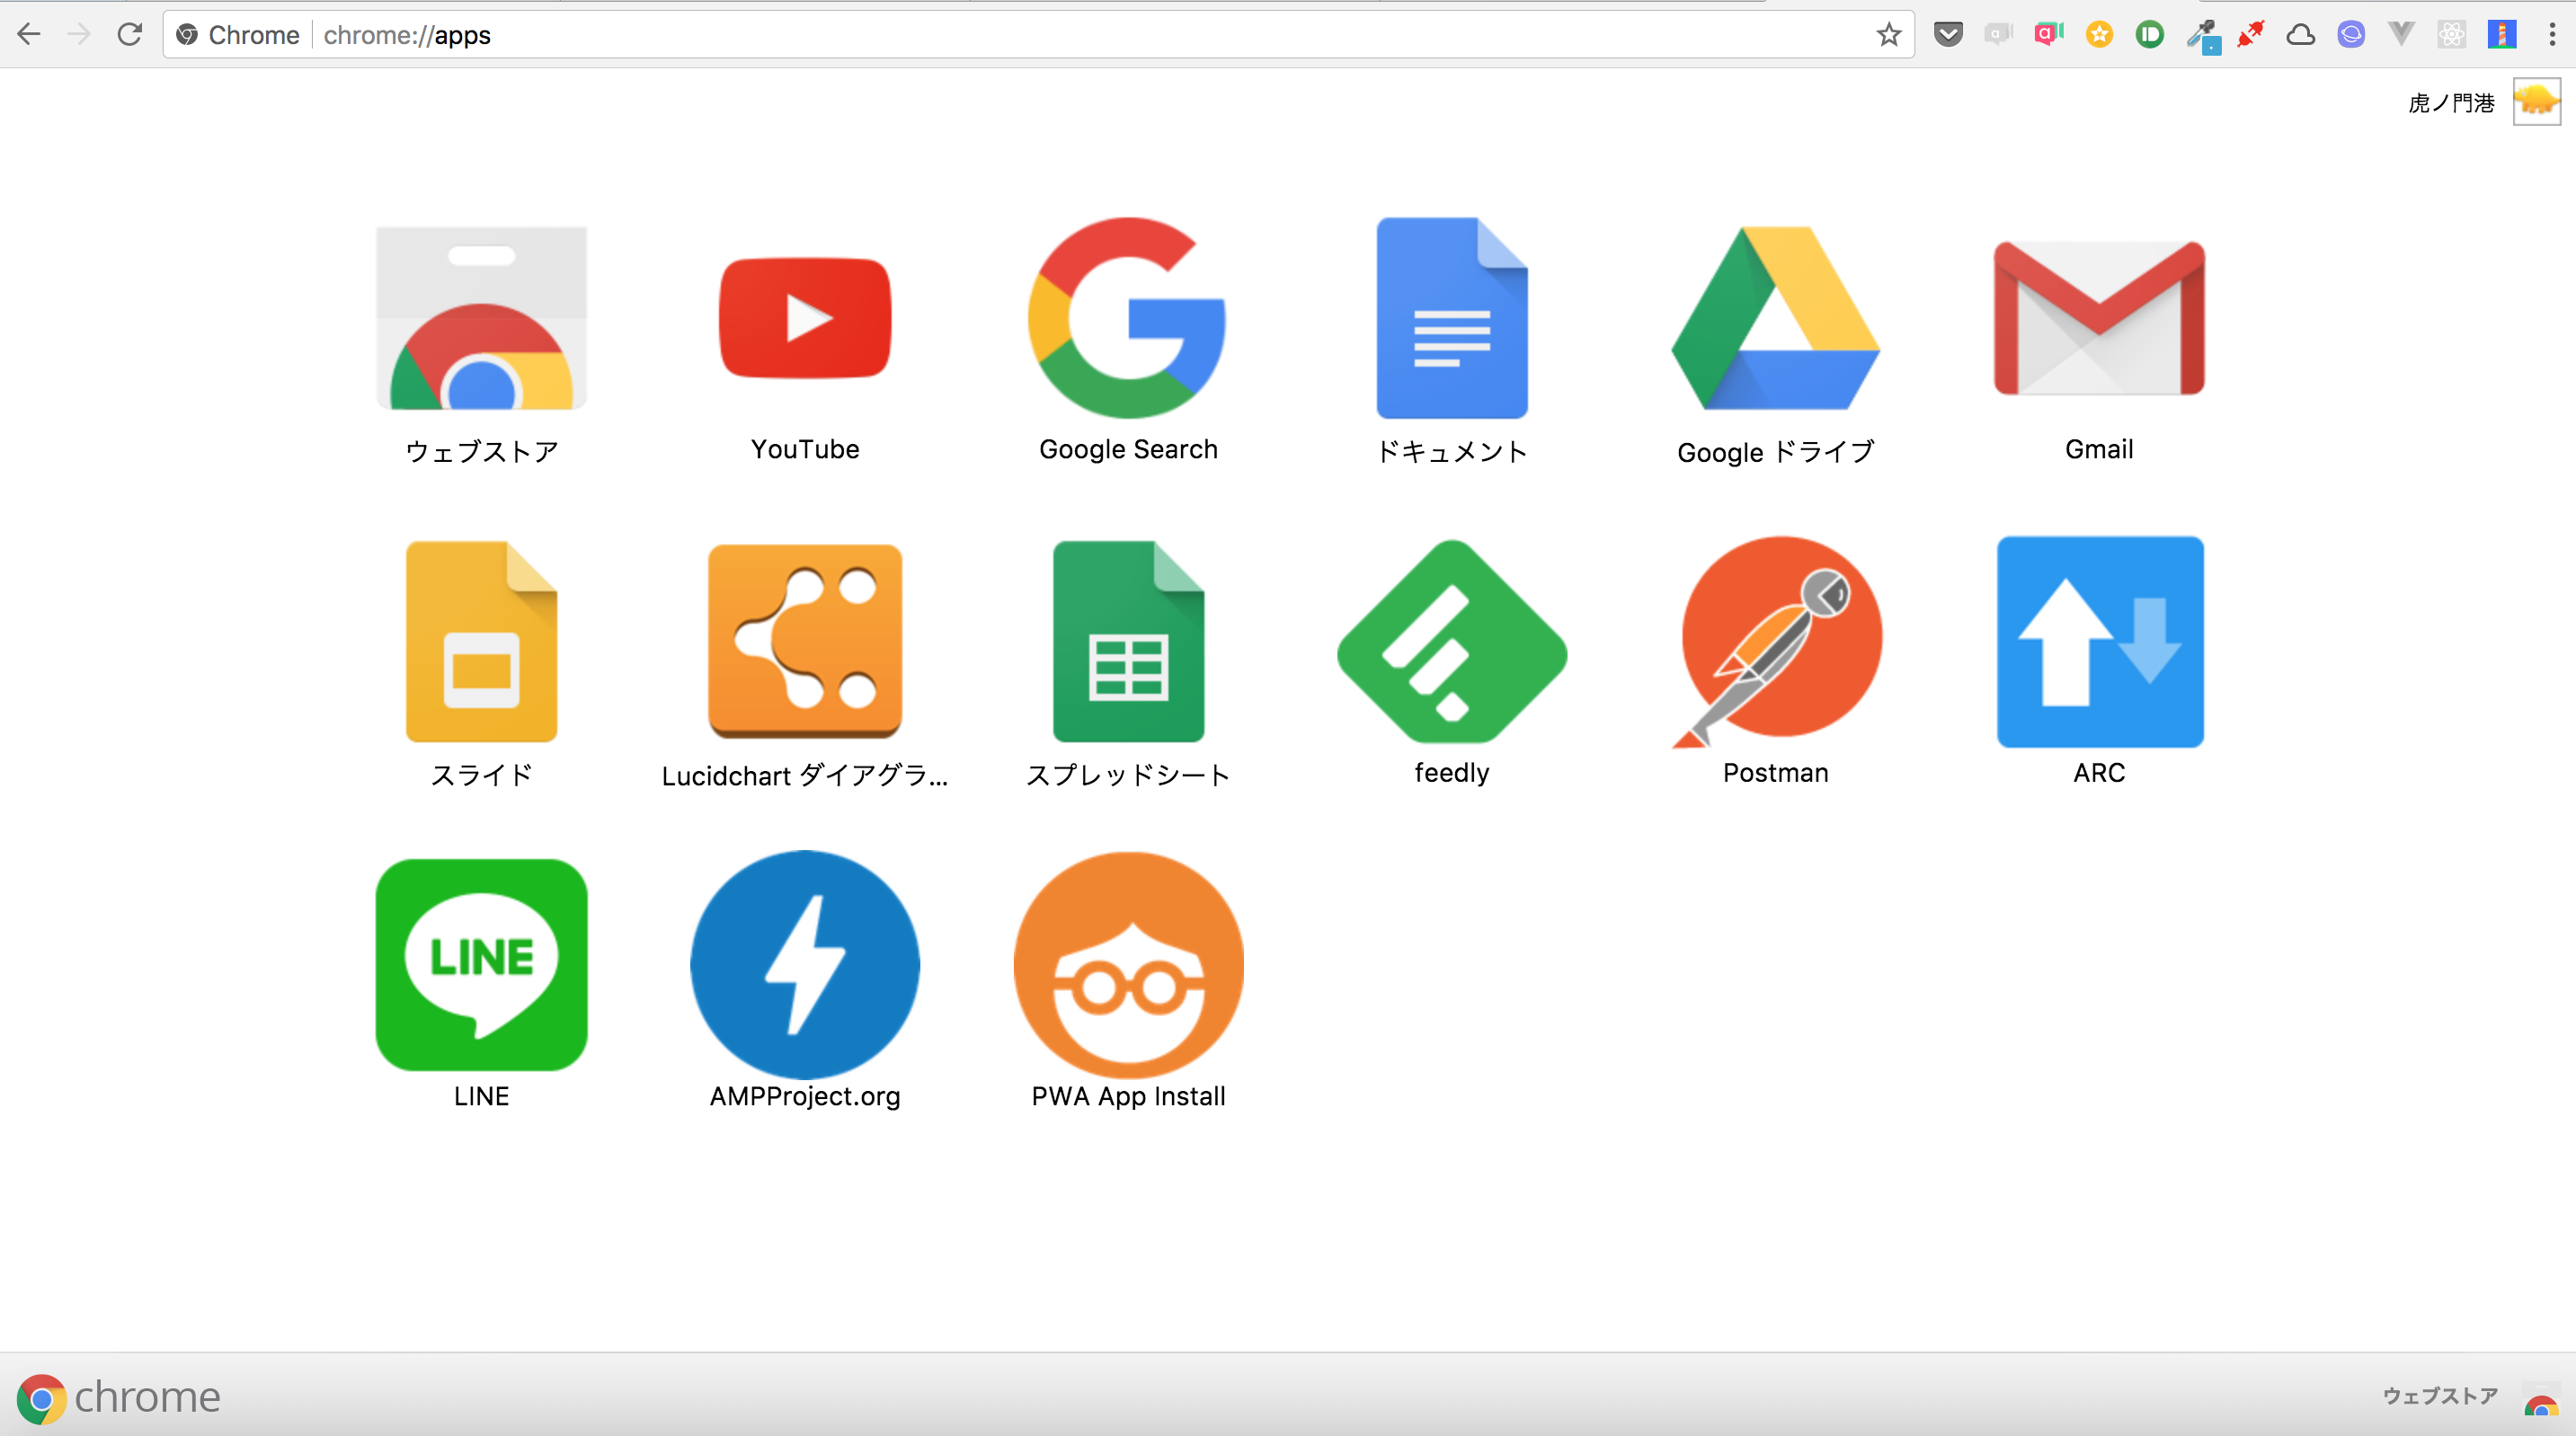 Chrome chrome://apps
虎ノ門港
ウェブストア YouTube Google Search ドキュメント Google ドライブ Gmail
スライド Lucidchart ダイアグラ... スプレッドシート feedly Postman ARC
LINE
LINE AMPProject.org PWA App Install
chrome ウェブストア